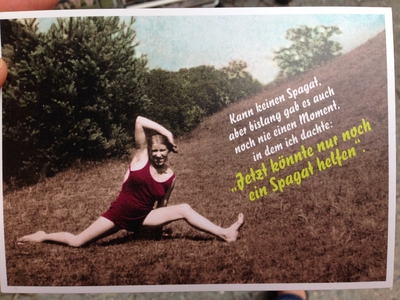 Kann keinen Spagat,
aber bislang gab es auch
noch nie einen Moment,
in dem ich dachte:
„Jetzt könnte nur noch
ein Spagat helfen“.